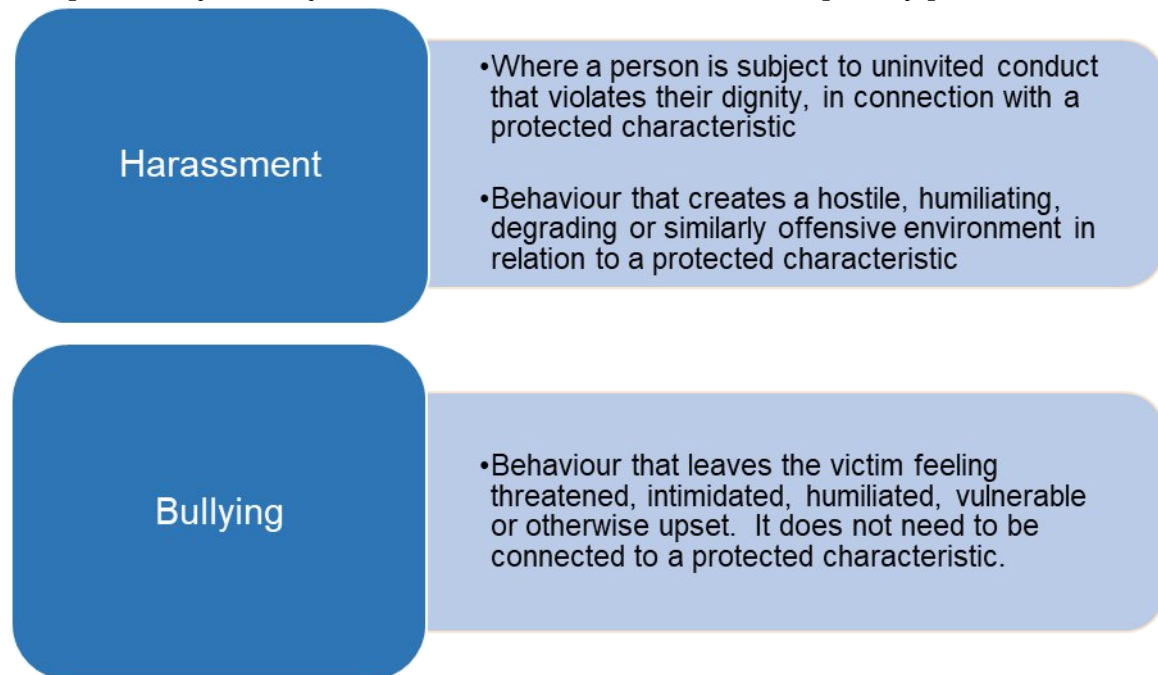 Harassment
•Where a person is subject to uninvited conduct
that violates their dignity, in connection with a
protected characteristic
•Behaviour that creates a hostile, humiliating,
degrading or similarly offensive environment in
relation to a protected characteristic
Bullying
•Behaviour that leaves the victim feeling
threatened, intimidated, humiliated, vulnerable
or otherwise upset.  It does not need to be
connected to a protected characteristic.